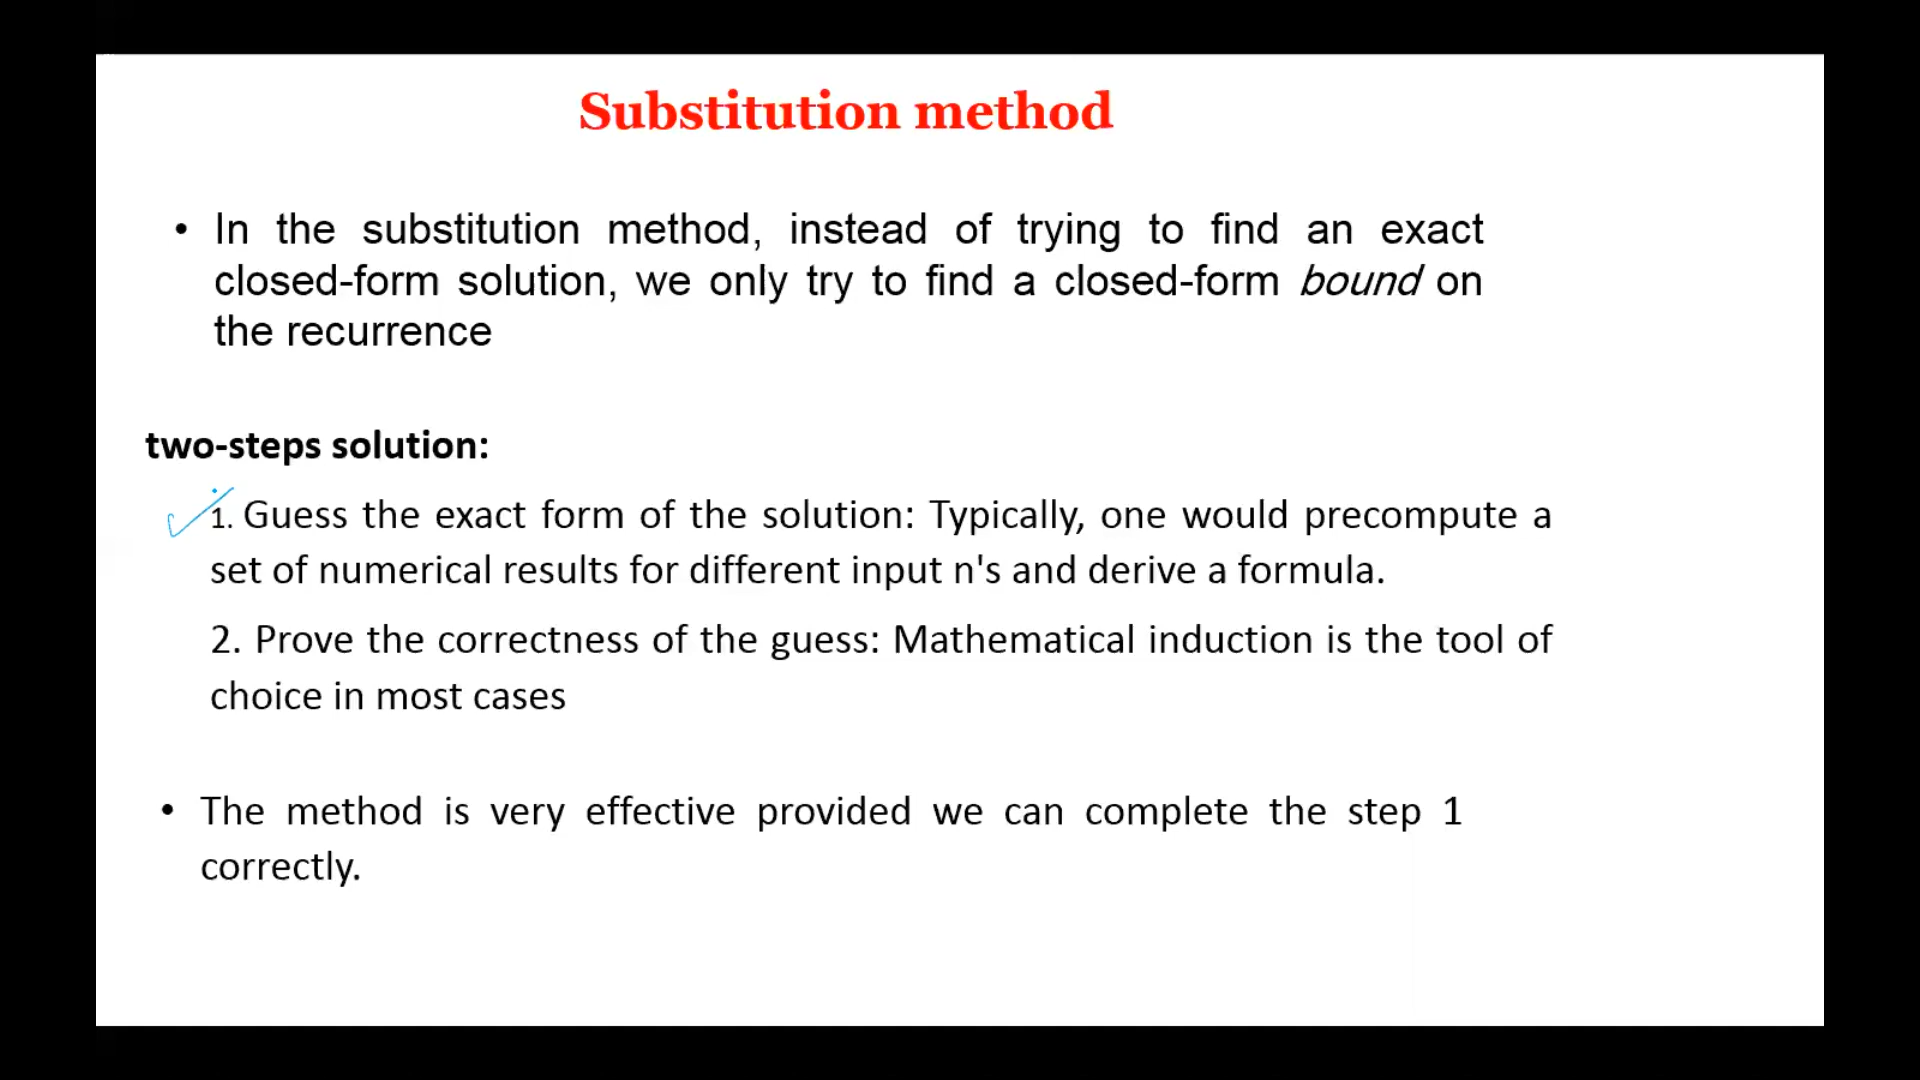 Substitution method
• In the substitution method, instead of trying to find an exact
closed-form solution, we only try to find a closed-form bound on
the recurrence
two-steps solution:
1. Guess the exact form of the solution: Typically, one would precompute a
set of numerical results for different input n's and derive a formula.
2. Prove the correctness of the guess: Mathematical induction is the tool of
choice in most cases
• The method is very effective provided we can complete the step 1
correctly.